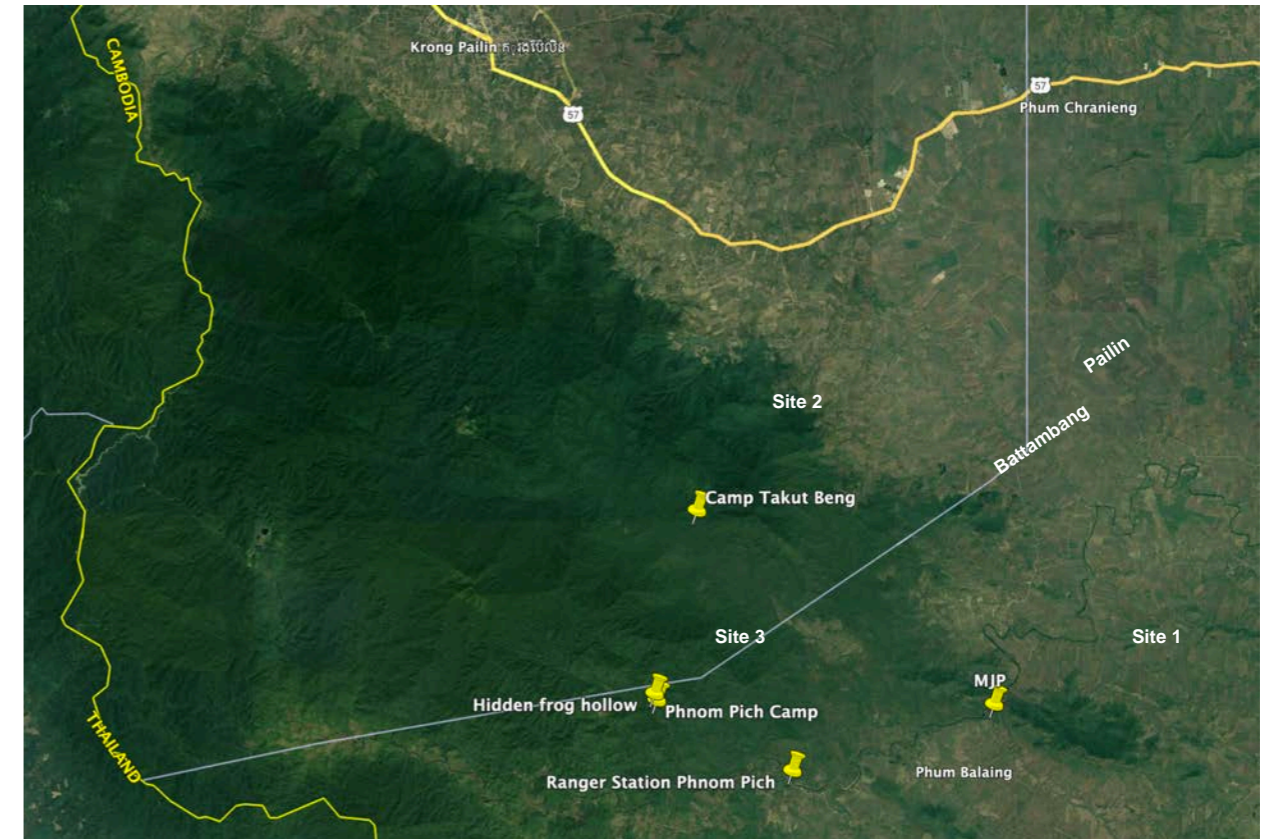 CAMBODIA
Krong Pailin
57
57
Phum Chranieng
Pailin
Site 2
Battambang
Camp Takut Beng
Site 3
Site 1
MJP
Hidden frog hollow
Phnom Pich Camp
THAILAND
Ranger Station Phnom Pich
Phum Balaing